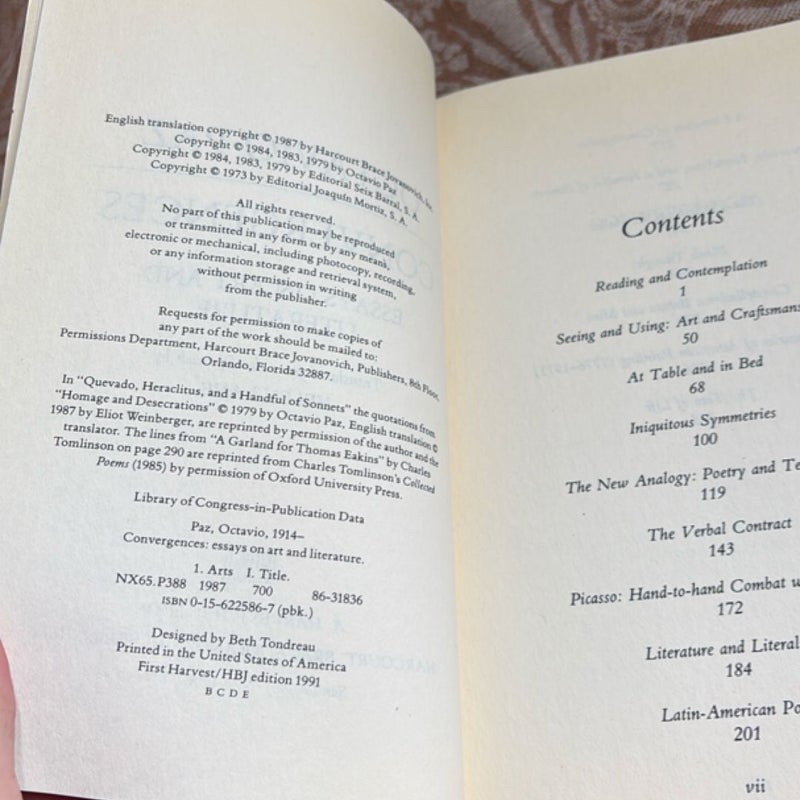 English translation copyright © 1987 by Harcourt Brace Jovanovich, Inc.
Copyright © 1984, 1983, 1979 by Octavio Paz
Copyright © 1984, 1983, 1979 by Editorial Seix Barral, S. A.
Copyright © 1973 by Editorial Joaquín Mortiz, S. A.
All rights reserved.
No part of this publication may be reproduced
or transmitted in any form or by any means,
electronic or mechanical, including photocopy, recording,
or any information storage and retrieval system,
without permission in writing
from the publisher.
Requests for permission to make copies of
any part of the work should be mailed to:
Permissions Department, Harcourt Brace Jovanovich, Publishers, 8th Floor,
Orlando, Florida 32887.
In "Quevado, Heraclitus, and a Handful of Sonnets" the quotations from
"Homage and Desecrations" © 1979 by Octavio Paz, English translation ©
1987 by Eliot Weinberger, are reprinted by permission of the author and the
translator. The lines from "A Garland for Thomas Eakins" by Charles
Tomlinson on page 290 are reprinted from Charles Tomlinson's Collected
Poems (1985) by permission of Oxford University Press.
Library of Congress-in-Publication Data
Paz, Octavio, 1914–
Convergences: essays on art and literature.
1. Arts I. Title.
NX65.P388 1987 700 86-31836
ISBN 0-15-622586-7 (pbk.)
Designed by Beth Tondreau
Printed in the United States of America
First Harvest/HBJ edition 1991
B C D E
Contents
Reading and Contemplation
1
Seeing and Using: Art and Craftsmans
50
At Table and in Bed
68
Iniquitous Symmetries
100
The New Analogy: Poetry and Te
119
The Verbal Contract
143
Picasso: Hand-to-hand Combat w
172
Literature and Literal
184
Latin-American Po
201
vii